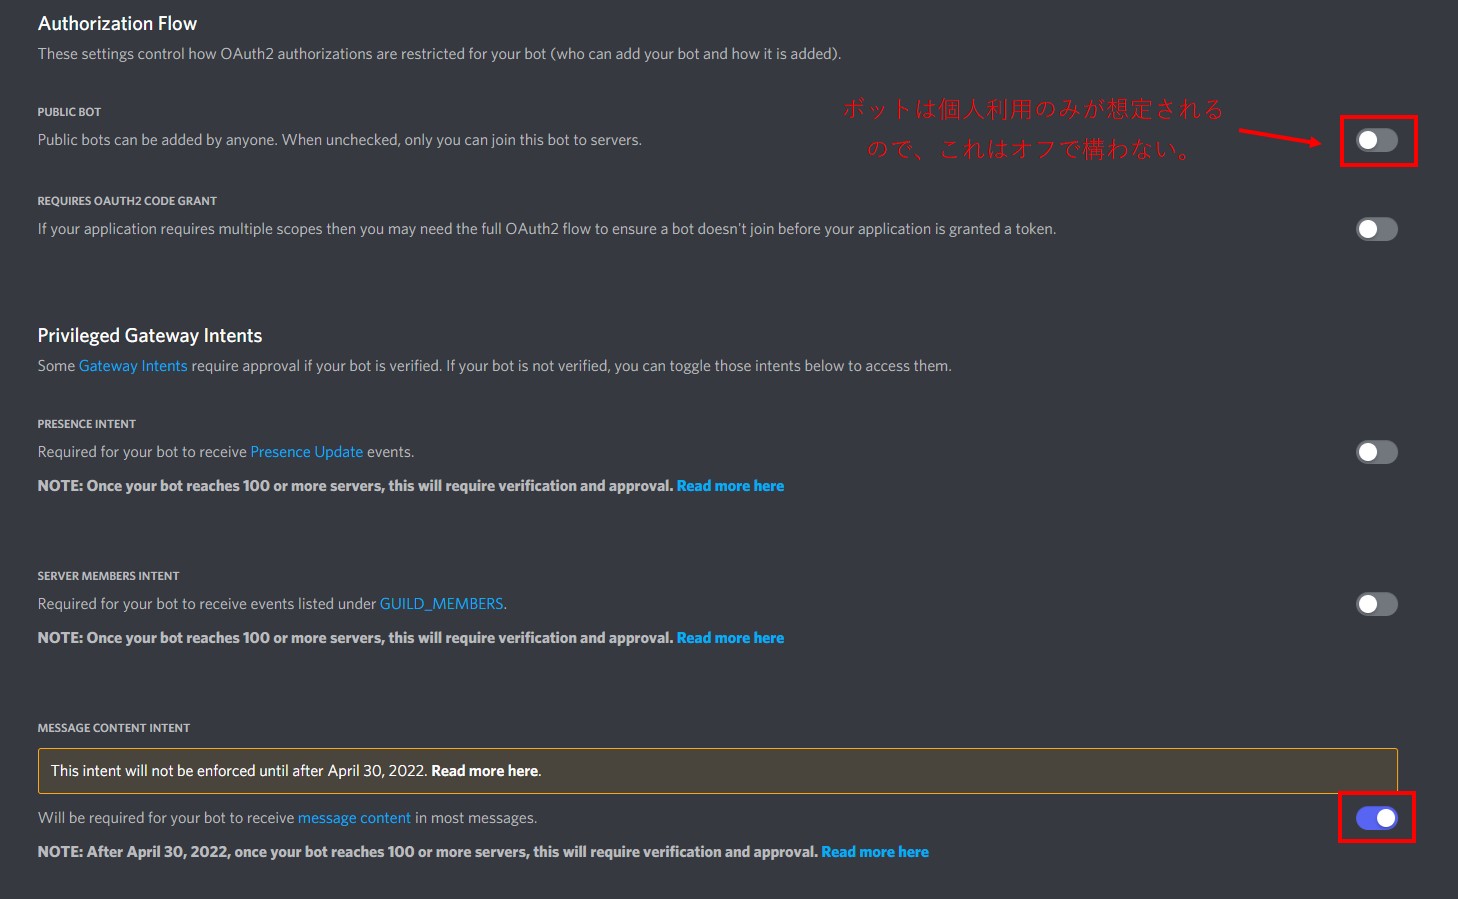 Authorization Flow
These settings control how OAuth2 authorizations are restricted for your bot (who can add your bot and how it is added).
PUBLIC BOT
Public bots can be added by anyone. When unchecked, only you can join this bot to servers.
ボットは個人利用のみが想定される
ので、これはオフで構わない。
REQUIRES OAUTH2 CODE GRANT
If your application requires multiple scopes then you may need the full OAuth2 flow to ensure a bot doesn't join before your application is granted a token.
Privileged Gateway Intents
Some Gateway Intents require approval if your bot is verified. If your bot is not verified, you can toggle those intents below to access them.
PRESENCE INTENT
Required for your bot to receive Presence Update events.
NOTE: Once your bot reaches 100 or more servers, this will require verification and approval. Read more here
SERVER MEMBERS INTENT
Required for your bot to receive events listed under GUILD_MEMBERS.
NOTE: Once your bot reaches 100 or more servers, this will require verification and approval. Read more here
MESSAGE CONTENT INTENT
This intent will not be enforced until after April 30, 2022. Read more here.
Will be required for your bot to receive message content in most messages.
NOTE: After April 30, 2022, once your bot reaches 100 or more servers, this will require verification and approval. Read more here